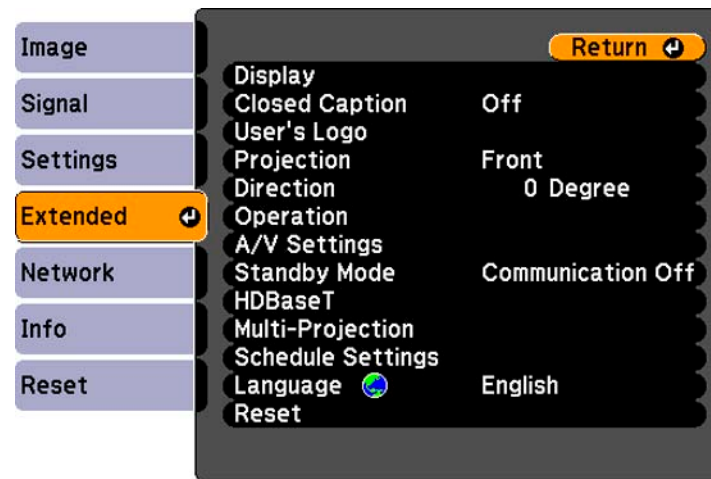 Image
Signal
Settings
Extended
Network
Info
Reset
Return
Display
Closed Caption Off
User's Logo
Projection Front
Direction 0 Degree
Operation
A/V Settings
Standby Mode Communication Off
HDBaseT
Multi-Projection
Schedule Settings
Language English
Reset